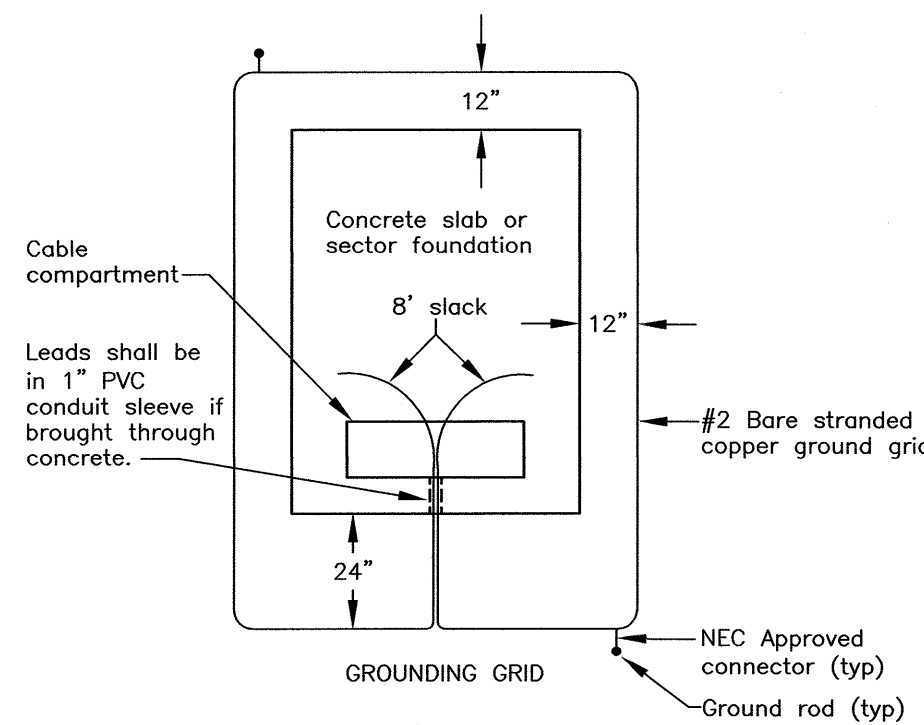 12”
Concrete slab or
sector foundation
Cable
compartment
8’ slack
12”
Leads shall be
in 1” PVC
conduit sleeve if
brought through
concrete.
#2 Bare stranded
copper ground gri
24”
NEC Approved
connector (typ)
GROUNDING GRID
Ground rod (typ)